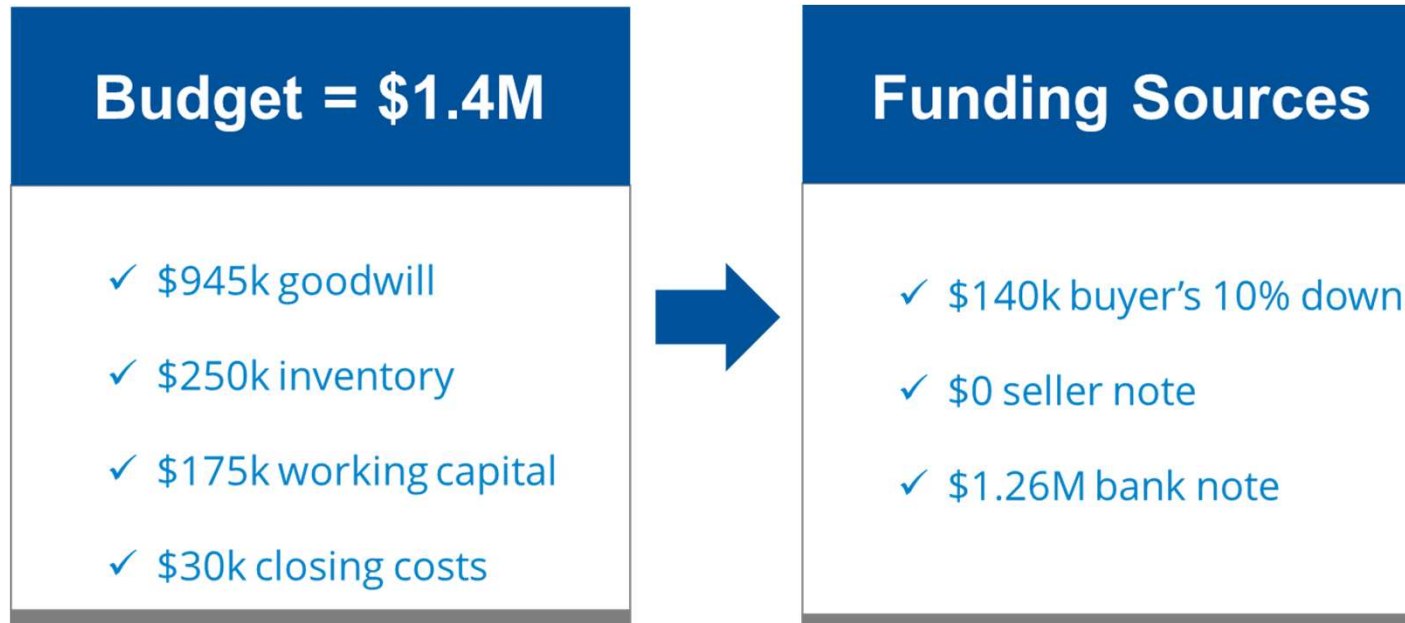 Budget = $1.4M
✓ $945k goodwill
✓ $250k inventory
✓ $175k working capital
✓ $30k closing costs
Funding Sources
✓ $140k buyer’s 10% down
✓ $0 seller note
✓ $1.26M bank note